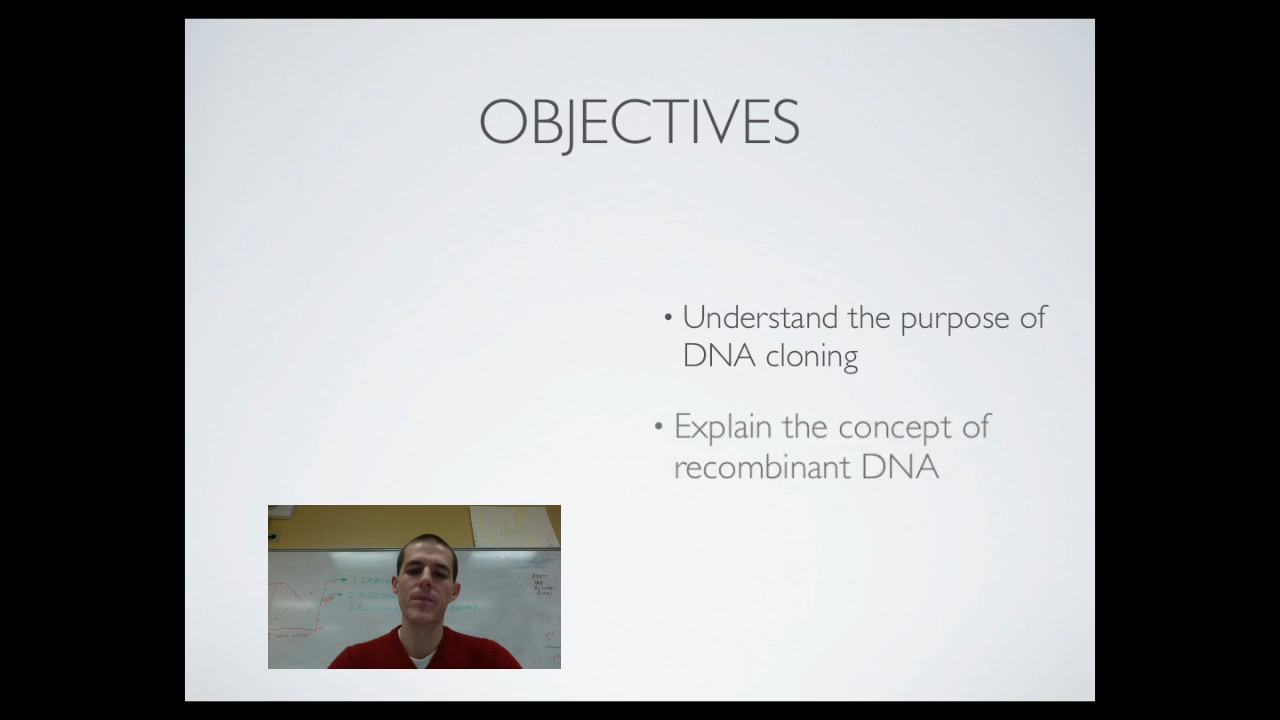 OBJECTIVES
• Understand the purpose of
DNA cloning
• Explain the concept of
recombinant DNA